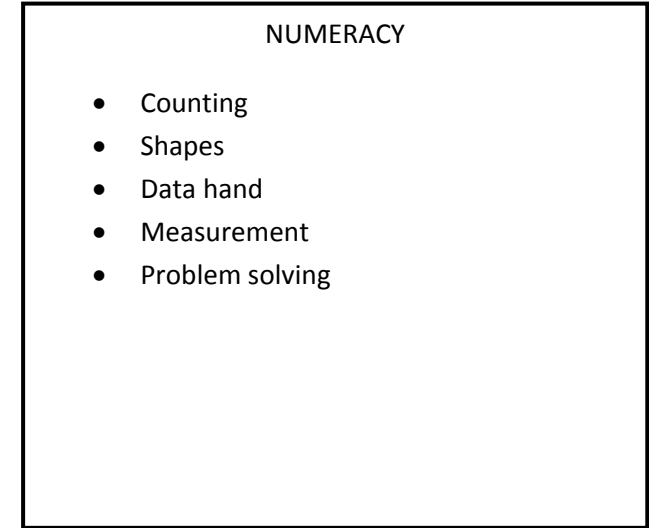 NUMERACY
• Counting
• Shapes
• Data hand
• Measurement
• Problem solving